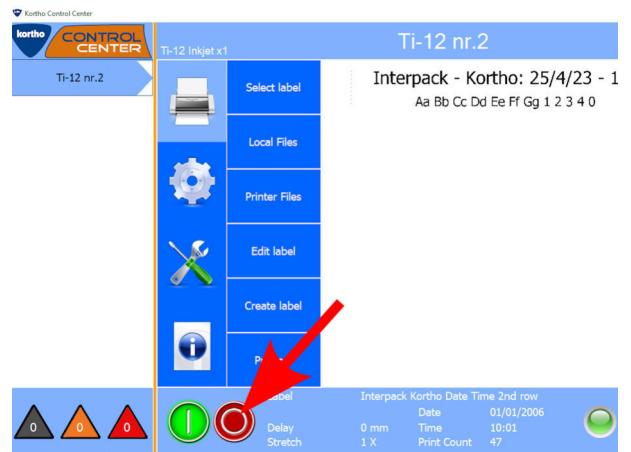 Kortho Control Center
kortho
CONTROL
CENTER
Ti-12 Inkjet x1
Ti-12 nr.2
Ti-12 nr.2
Select label
Local Files
Printer Files
Edit label
Create label
Interpack - Kortho: 25/4/23 - 1
Aa Bb Cc Dd Ee Ff Gg 1 2 3 4 0
0 0 0
Label Interpack Kortho Date Time 2nd row
Date 01/01/2006
Delay 0 mm Time 10:01
Stretch 1 X Print Count 47